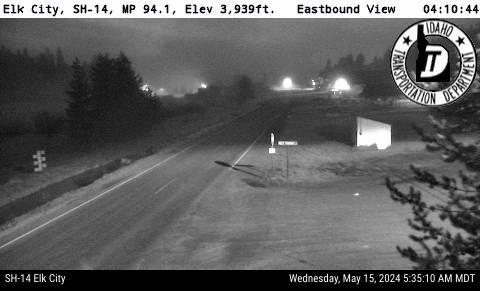 Elk City, SH-14, MP 94.1, Elev 3,939ft. Eastbound View 04:10:44
IDAHO
TRANSPORTATION DEPARTMENT
SH-14 Elk City Wednesday, May 15, 2024 5:35:10 AM MDT